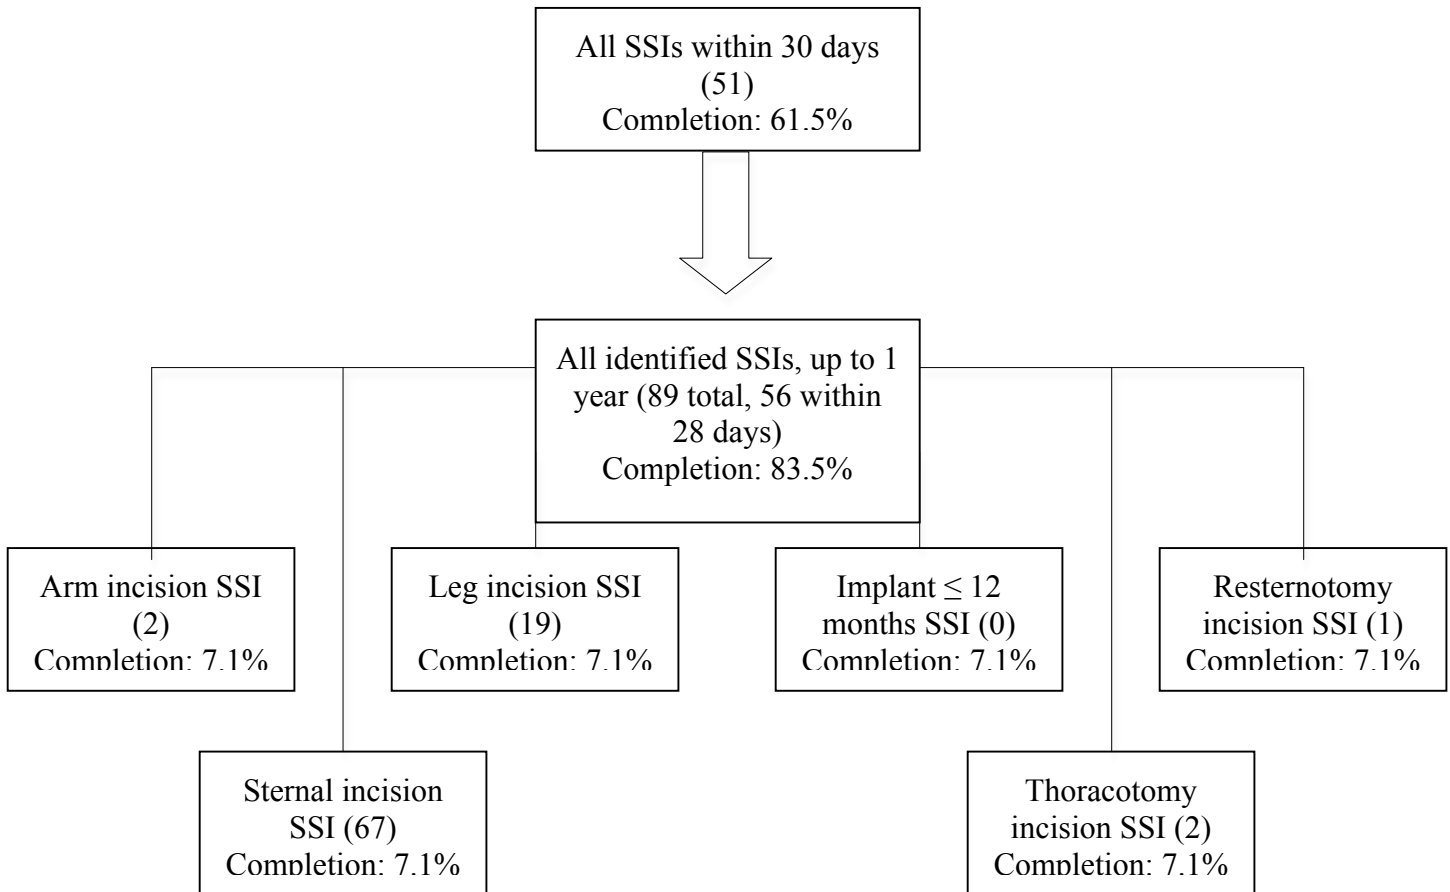 All SSIs within 30 days
(51)
Completion: 61.5%
All identified SSIs, up to 1
year (89 total, 56 within
28 days)
Completion: 83.5%
Arm incision SSI
(2)
Completion: 7.1%
Leg incision SSI
(19)
Completion: 7.1%
Implant ≤ 12
months SSI (0)
Completion: 7.1%
Resternotomy
incision SSI (1)
Completion: 7.1%
Sternal incision
SSI (67)
Completion: 7.1%
Thoracotomy
incision SSI (2)
Completion: 7.1%